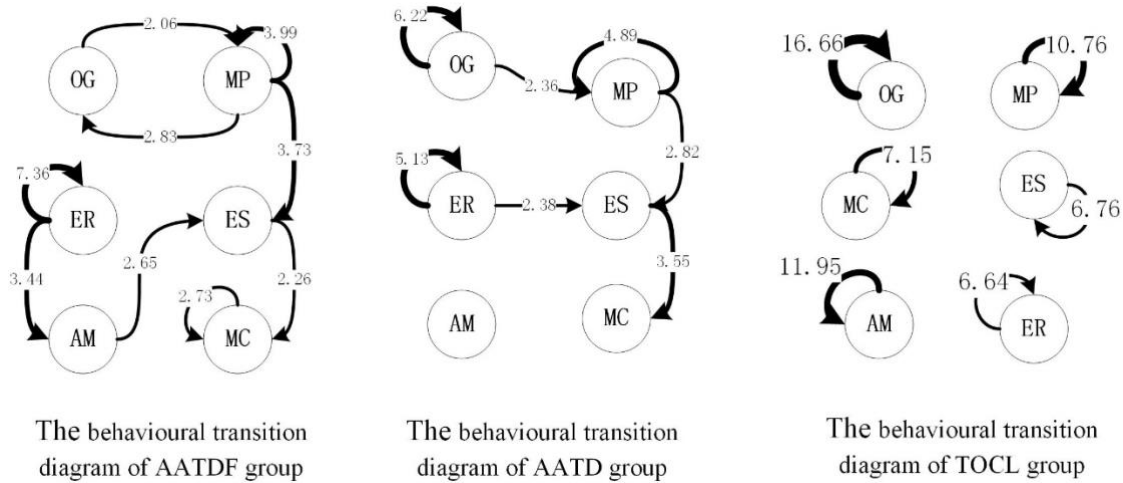 2.06
3.99
OG
MP
2.83
3.73
7.36
ER
ES
3.44
2.65
2.26
2.73
AM
MC
The behavioural transition
diagram of AATDF group
6.22
OG
4.89
2.36
MP
2.82
5.13
ER
2.38
ES
3.55
AM
MC
The behavioural transition
diagram of AATD group
16.66
10.76
OG
MP
7.15
MC
ES
6.76
11.95
6.64
AM
ER
The behavioural transition
diagram of TOCL group